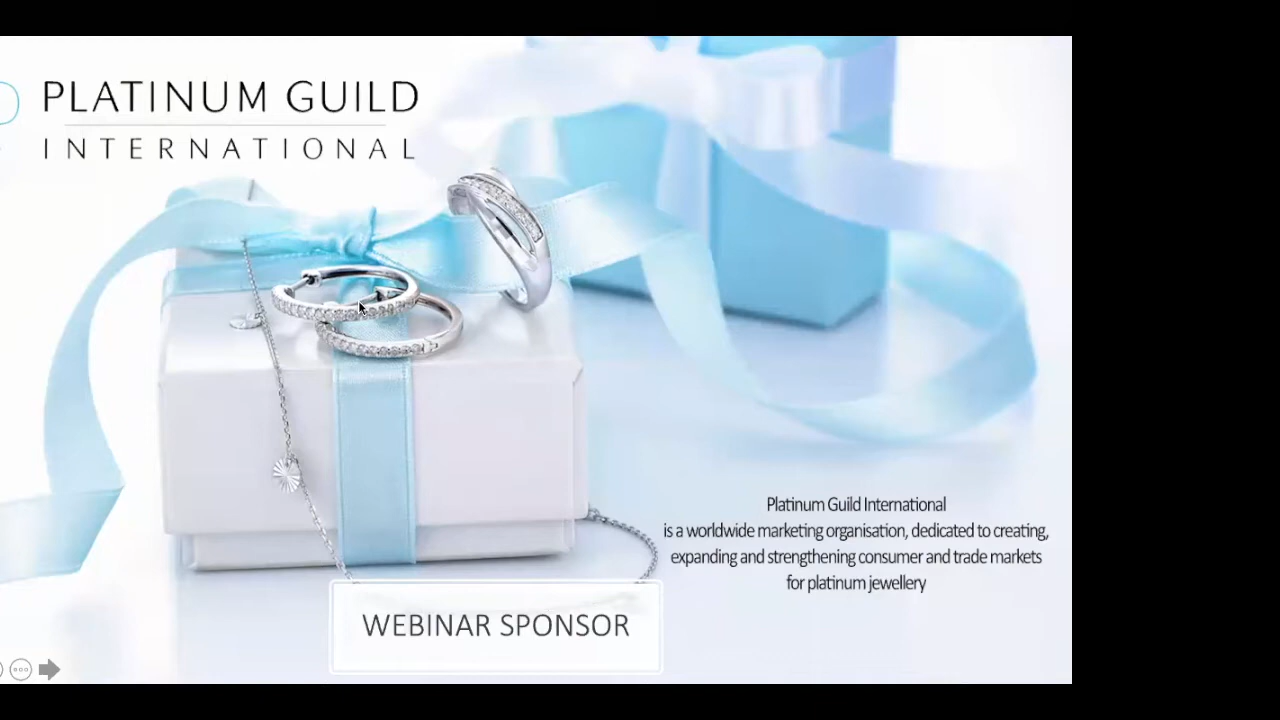 PLATINUM GUILD
INTERNATIONAL
Platinum Guild International
is a worldwide marketing organisation, dedicated to creating,
expanding and strengthening consumer and trade markets
for platinum jewellery
WEBINAR SPONSOR